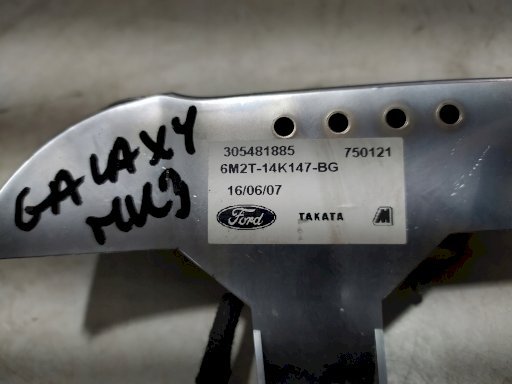 GALAXY
MK3
305481885 750121
6M2T-14K147-BG
16/06/07
Ford TAKATA M